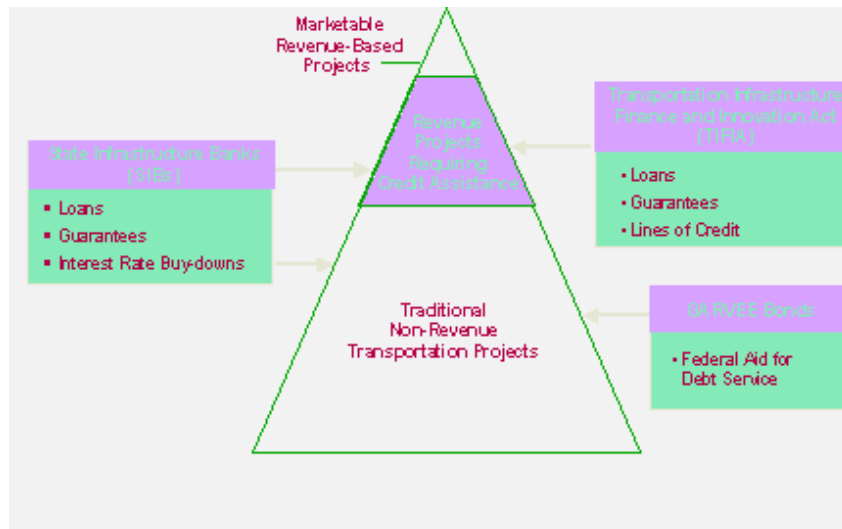 Marketable
Revenue-Based
Projects
Revenue
Projects
Requiring
Credit Assistance
State Infrastructure Banks
(SIBs)
▪ Loans
▪ Guarantees
▪ Interest Rate Buy-downs
Transportation Infrastructure
Finance and Innovation Act
(TIFIA)
• Loans
• Guarantees
• Lines of Credit
Traditional
Non-Revenue
Transportation Projects
GARVEE Bonds
• Federal Aid for
Debt Service